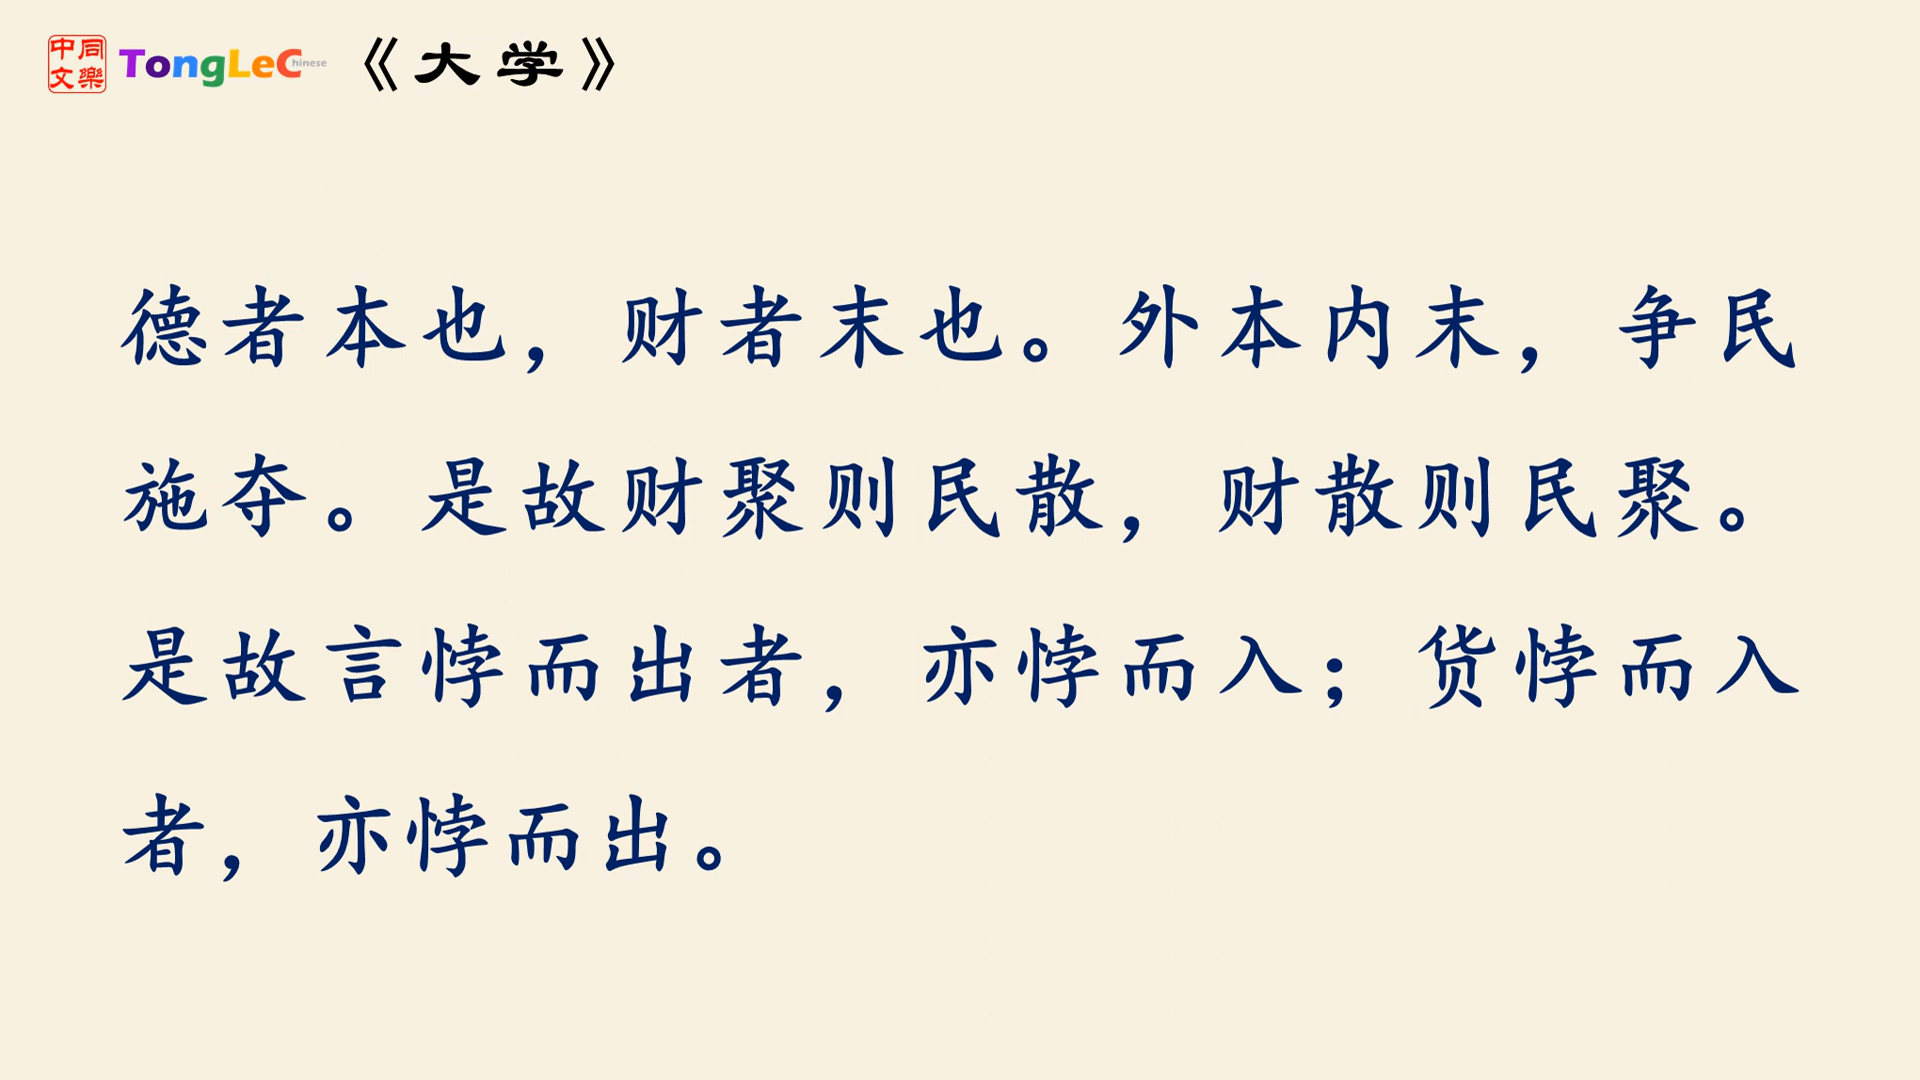 中同
文樂
TongLeChinese 《大学》
德者本也，财者末也。外本内末，争民
施夺。是故财聚则民散，财散则民聚。
是故言悖而出者，亦悖而入；货悖而入
者，亦悖而出。